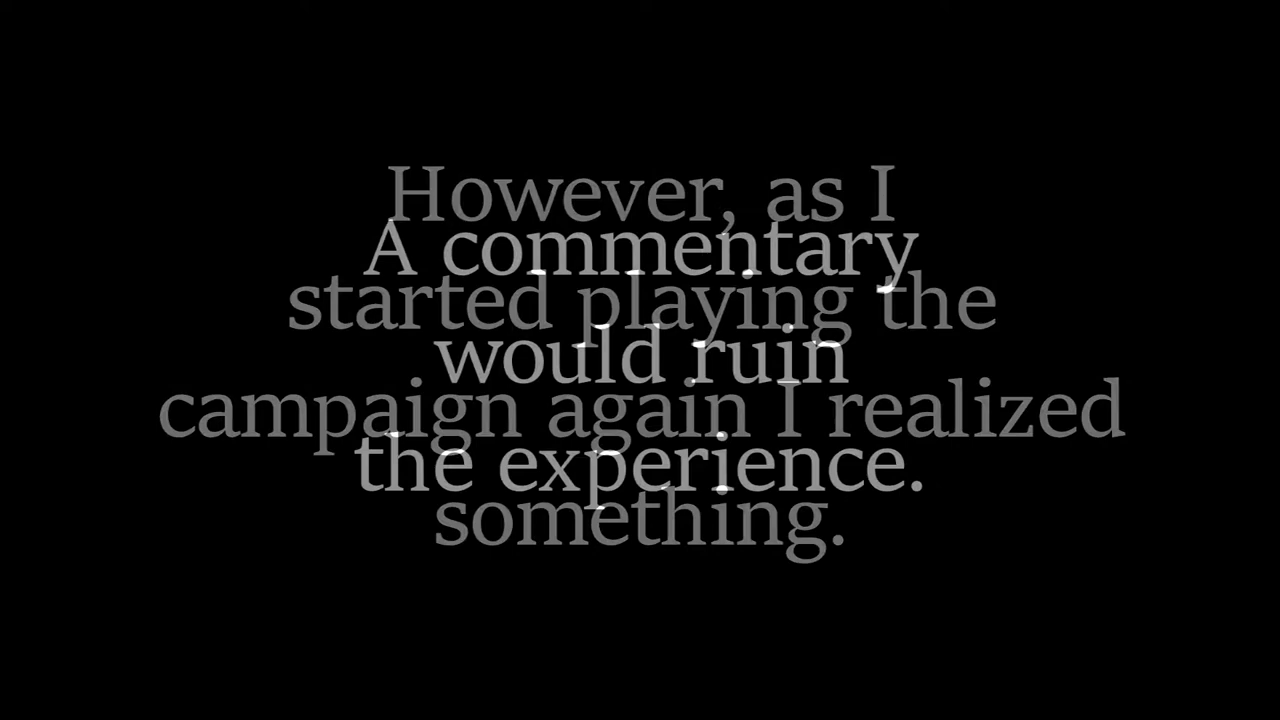 However, as I
A commentary
started playing the
would ruin
campaign again I realized
the experience.
something.